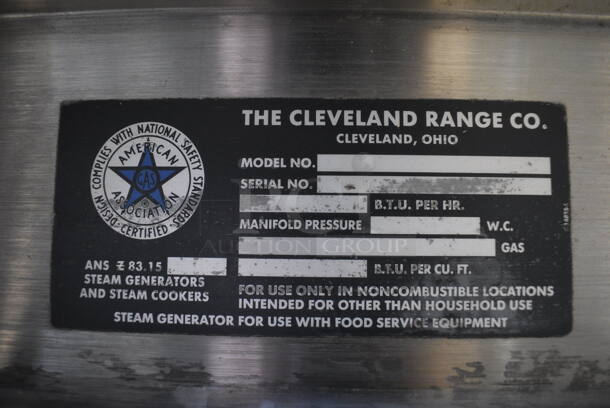 THE CLEVELAND RANGE CO.
CLEVELAND, OHIO
DESIGN COMPLIES WITH NATIONAL SAFETY STANDARDS
CERTIFIED
AMERICAN
GAS
ASSOCIATION
MODEL NO.
SERIAL NO.
B.T.U. PER HR.
MANIFOLD PRESSURE W.C.
AUCTION GROUP
GAS
ANS Z 83.15
B.T.U. PER CU. FT.
STEAM GENERATORS
AND STEAM COOKERS
FOR USE ONLY IN NONCOMBUSTIBLE LOCATIONS
INTENDED FOR OTHER THAN HOUSEHOLD USE
STEAM GENERATOR FOR USE WITH FOOD SERVICE EQUIPMENT